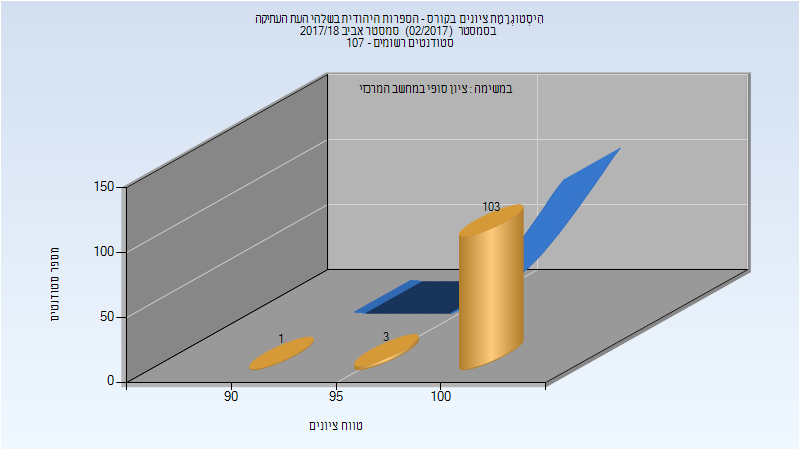 היסטוגרמת ציונים בקורס - הספרות היהודית בשלהי העת העתיקה
בסמסטר (02/2017) סמסטר אביב 2017/18
סטודנטים רשומים - 107
במשימה : ציון סופי במחשב המרכזי
150
100
50
0
מספר סטודנטים
1
3
103
90
95
100
טווח ציונים